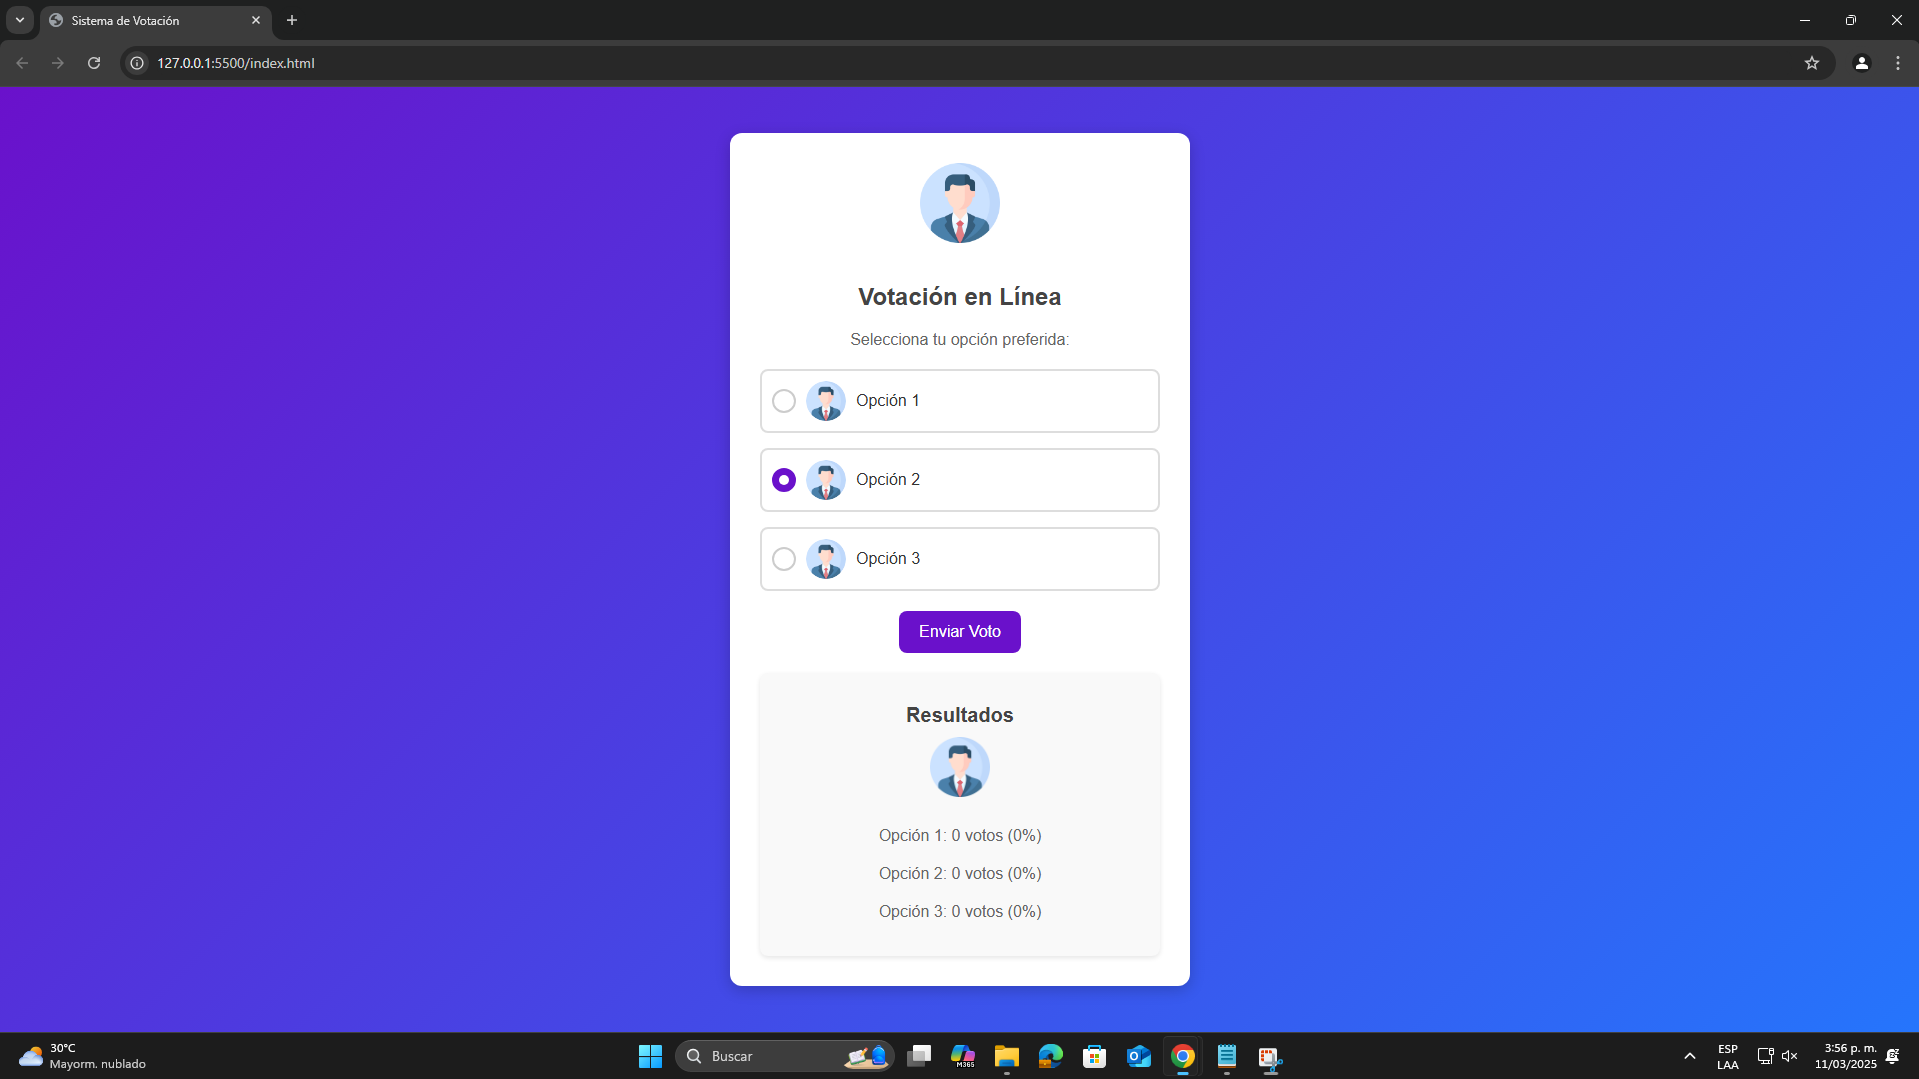 Sistema de Votación
127.0.0.1:5500/index.html
Votación en Línea
Selecciona tu opción preferida:
Opción 1
Opción 2
Opción 3
Enviar Voto
Resultados
Opción 1: 0 votos (0%)
Opción 2: 0 votos (0%)
Opción 3: 0 votos (0%)
30°C
Mayorm. nublado
Buscar
M365
ESP
LAA
3:56 p. m.
11/03/2025